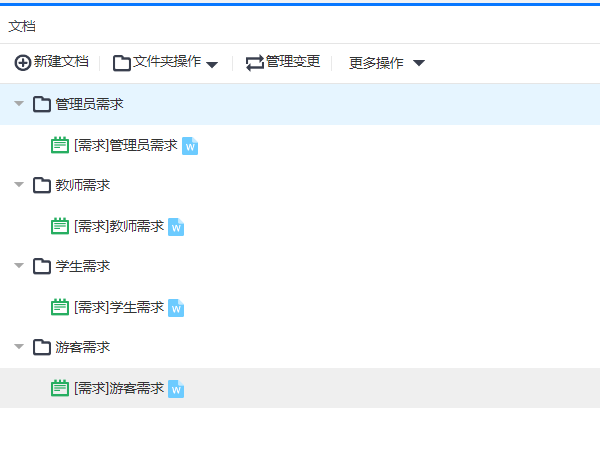 文档
新建文档 文件夹操作 管理变更 更多操作
管理员需求
[需求]管理员需求 W
教师需求
[需求]教师需求 W
学生需求
[需求]学生需求 W
游客需求
[需求]游客需求 W